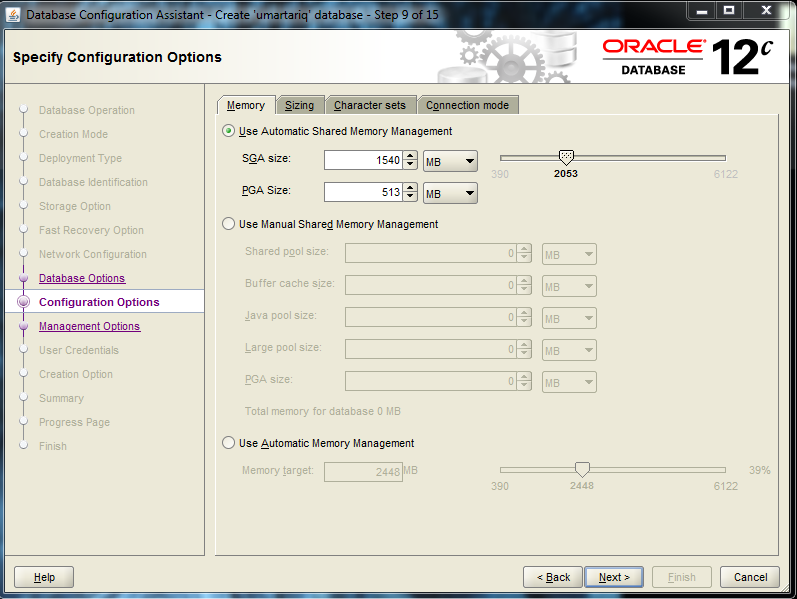 Database Configuration Assistant - Create 'umartariq' database - Step 9 of 15
Specify Configuration Options
ORACLE
DATABASE
12c
Database Operation
Creation Mode
Deployment Type
Database Identification
Storage Option
Fast Recovery Option
Network Configuration
Database Options
Configuration Options
Management Options
User Credentials
Creation Option
Summary
Progress Page
Finish
Memory Sizing Character sets Connection mode
Use Automatic Shared Memory Management
SGA size: 1540 MB
390 2053 6122
PGA Size: 513 MB
Use Manual Shared Memory Management
Shared pool size: 0 MB
Buffer cache size: 0 MB
Java pool size: 0 MB
Large pool size: 0 MB
PGA size: 0 MB
Total memory for database 0 MB
Use Automatic Memory Management
Memory target: 2448 MB 39%
390 2448 6122
Help < Back Next > Finish Cancel